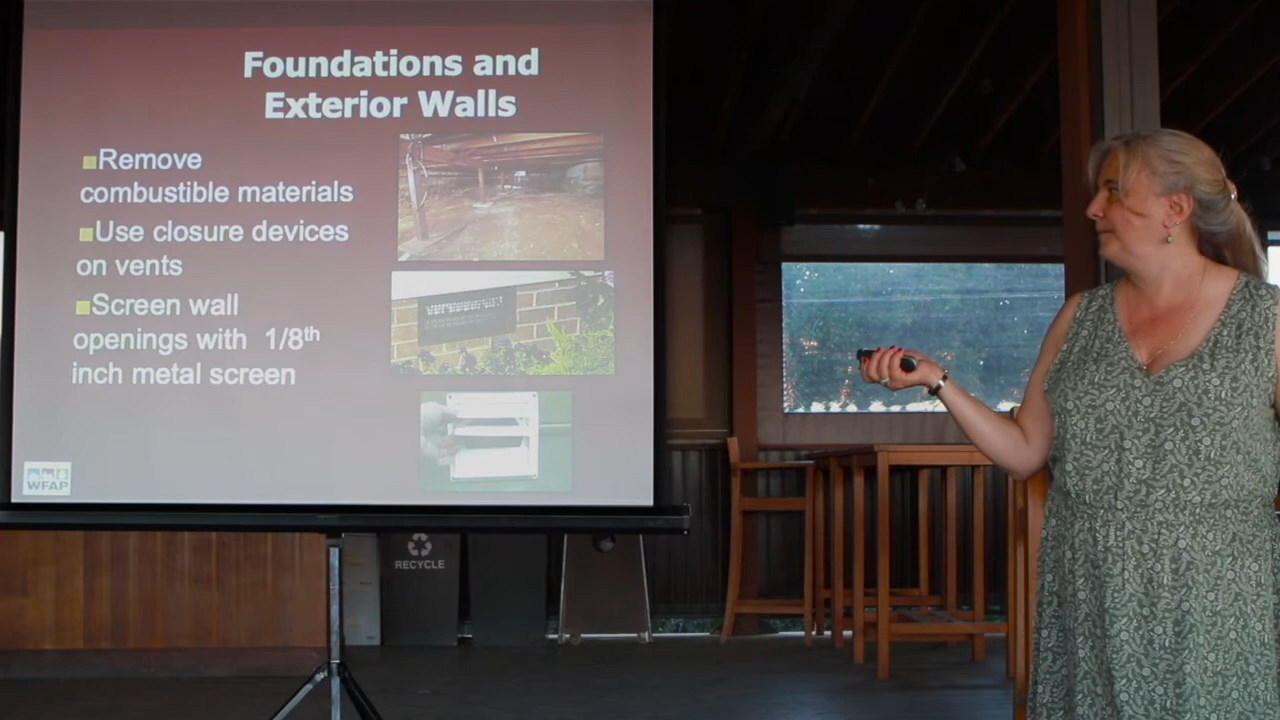 Foundations and
Exterior Walls
Remove
combustible materials
Use closure devices
on vents
Screen wall
openings with 1/8th
inch metal screen
WFAP
RECYCLE